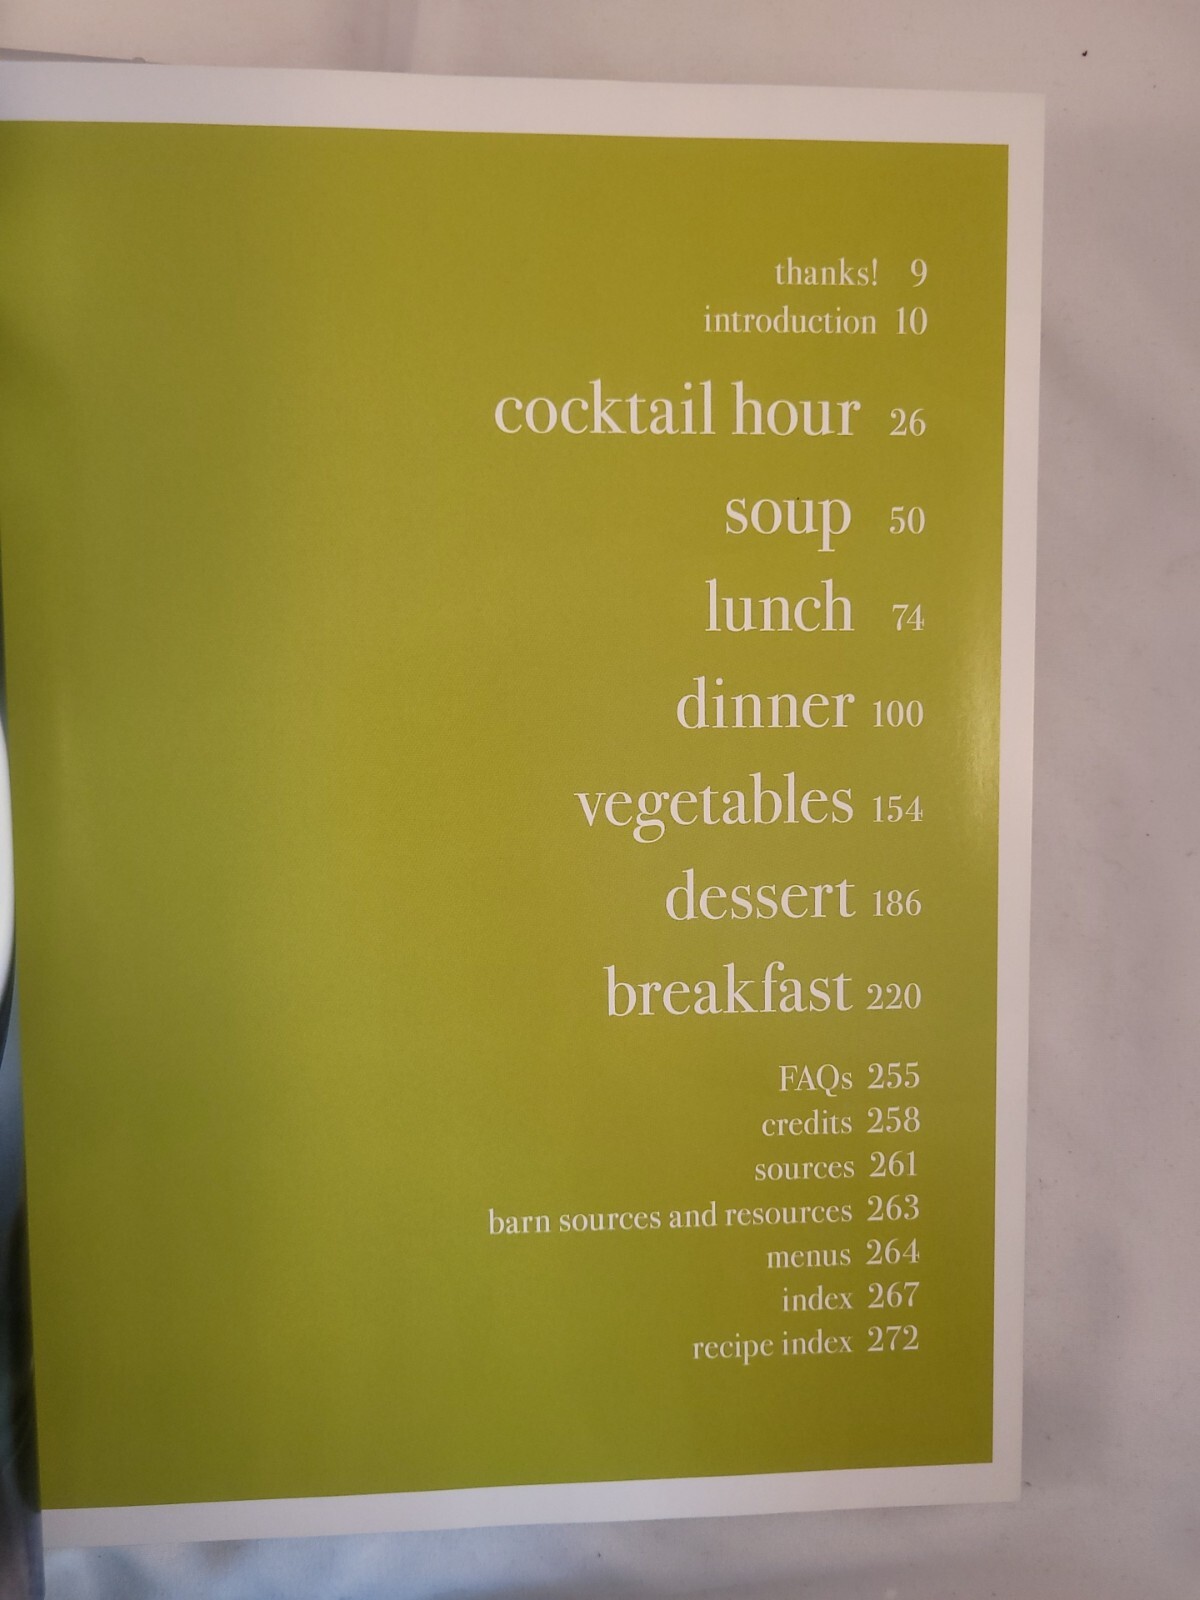 thanks! 9
introduction 10
cocktail hour 26
soup 50
lunch 74
dinner 100
vegetables 154
dessert 186
breakfast 220
FAQs 255
credits 258
sources 261
barn sources and resources 263
menus 264
index 267
recipe index 272